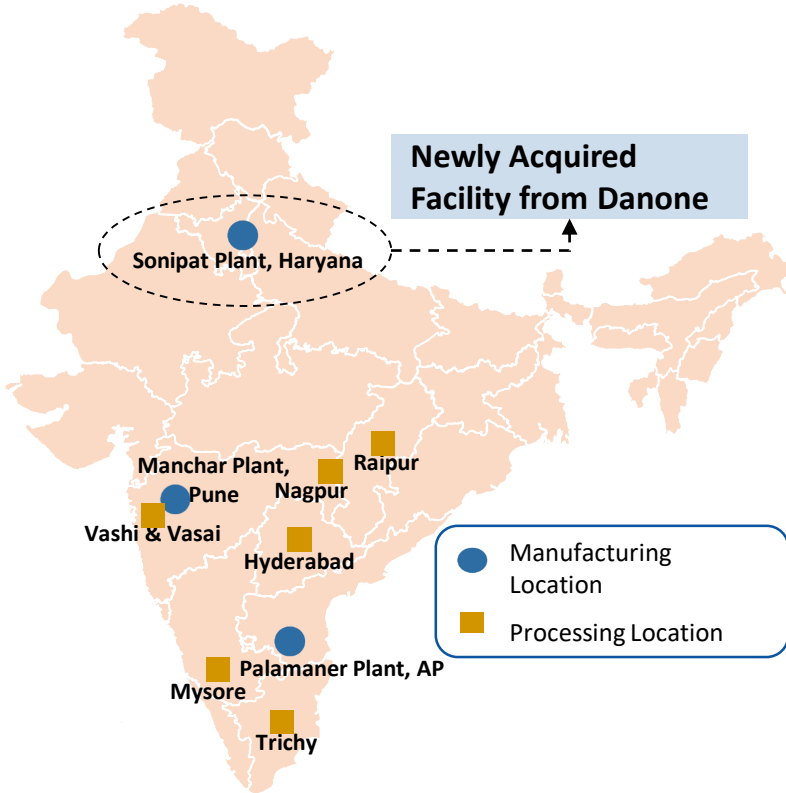 Newly Acquired
Facility from Danone
Sonipat Plant, Haryana
Raipur
Manchar Plant,
Pune
Nagpur
Vashi & Vasai
Hyderabad
Manufacturing
Location
Processing Location
Palamaner Plant, AP
Mysore
Trichy